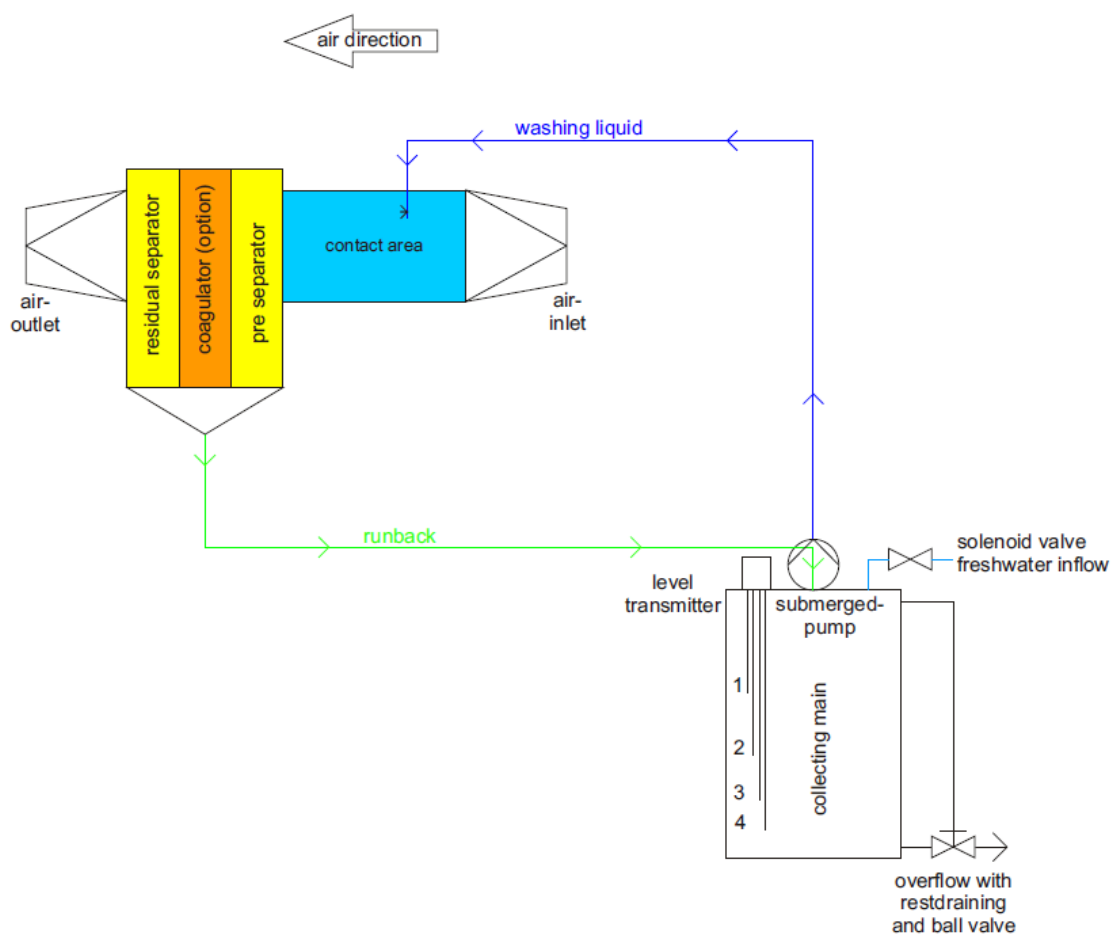 air direction
washing liquid
residual separator
coagulator (option)
pre separator
contact area
air-
outlet
air-
inlet
runback
solenoid valve
freshwater inflow
level
transmitter
submerged-
pump
1
2
3
4
collecting main
overflow with
restdraining
and ball valve